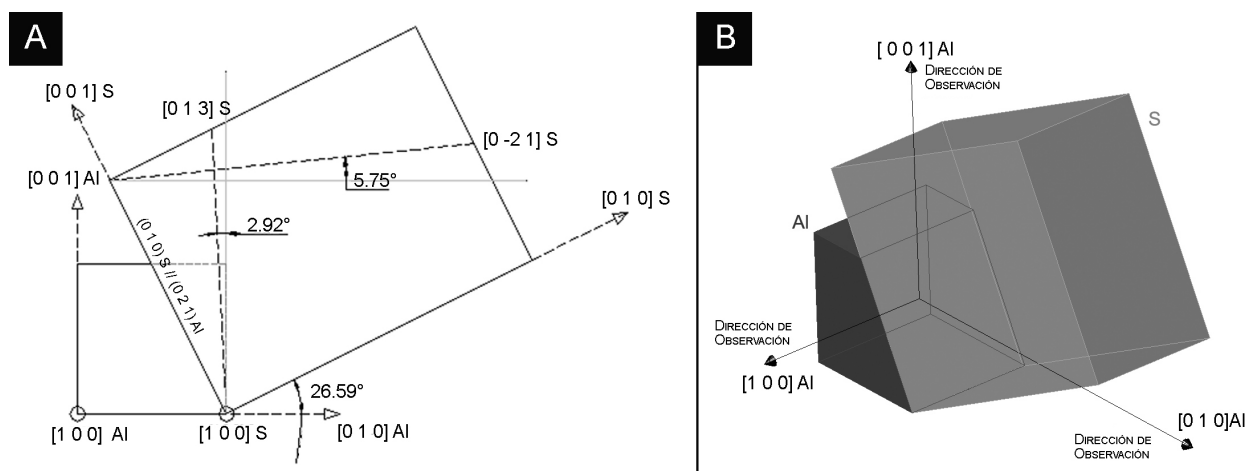 A
[0 0 1] S
[0 1 3] S
[0 -2 1] S
[0 0 1] Al
5.75°
[0 1 0] S
(0 1 0) S // (0 2 1) Al
2.92°
26.59°
[1 0 0] Al
[1 0 0] S
[0 1 0] Al
B
[ 0 0 1] Al
DIRECCIÓN DE
OBSERVACIÓN
S
Al
DIRECCIÓN DE
OBSERVACIÓN
[1 0 0] Al
[0 1 0]Al
DIRECCIÓN DE
OBSERVACIÓN